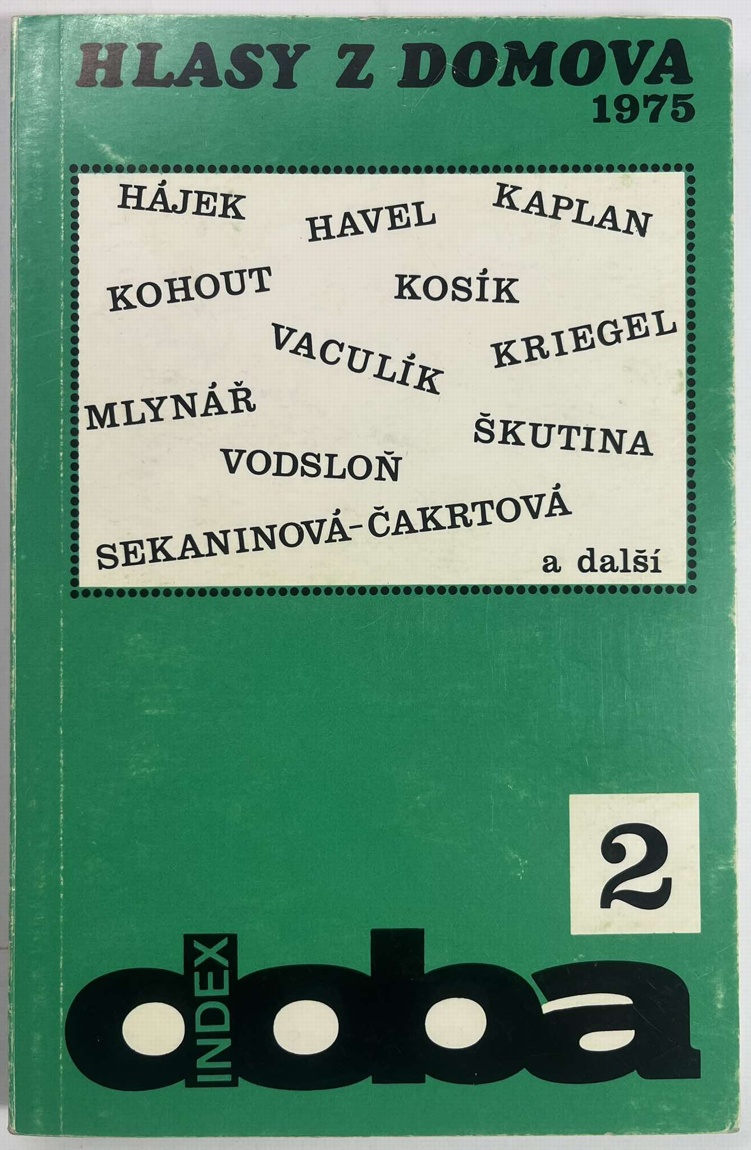 HLASY Z DOMOVA
1975
HÁJEK
HAVEL
KAPLAN
KOHOUT
KOSÍK
VACULÍK
KRIEGEL
MLYNÁŘ
ŠKUTINA
VODSLOŇ
SEKANINOVÁ-ČAKRTOVÁ
a další
2
INDEX
doba